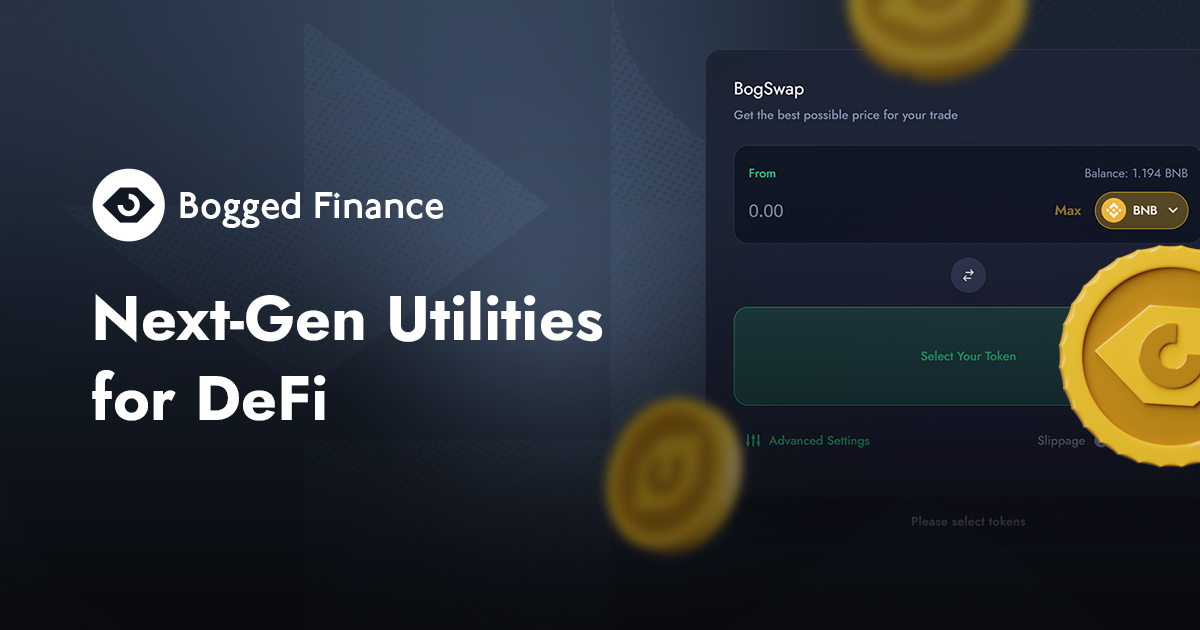 Bogged Finance
Next-Gen Utilities
for DeFi
BogSwap
Get the best possible price for your trade
From
Balance: 1.194 BNB
0.00
Max
BNB
Select Your Token
Advanced Settings
Slippage
Please select tokens